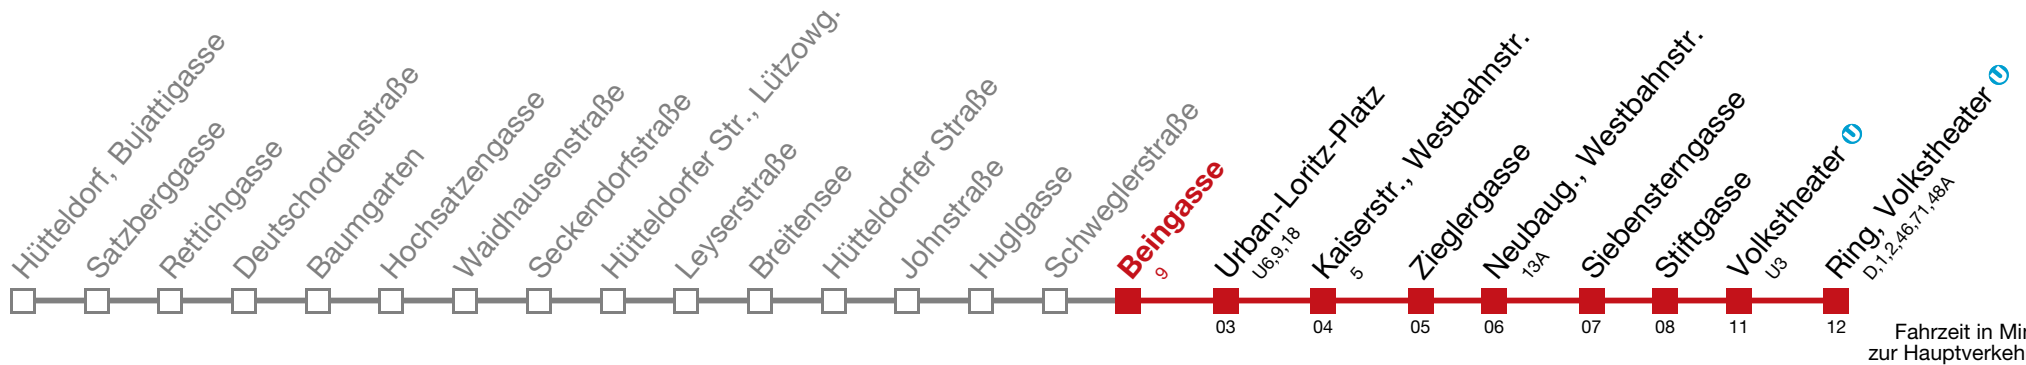 Hütteldorf, Bujattigasse
Satzberggasse
Rettichgasse
Deutschordenstraße
Baumgarten
Hochsatzengasse
Waidhausenstraße
Seckendorfstraße
Hütteldorfer Str., Lützowg.
Leyserstraße
Breitensee
Hütteldorfer Straße
Johnstraße
Huglgasse
Schweglerstraße
Beingasse
9
Urban-Loritz-Platz
U6,9,18
Kaiserstr., Westbahnstr.
5
Zieglergasse
Neubaug., Westbahnstr.
13A
Siebensterngasse
Stiftgasse
Volkstheater U
U3
Ring, Volkstheater U
D,1,2,46,71,48A
03 04 05 06 07 08 11 12
Fahrzeit in
zur